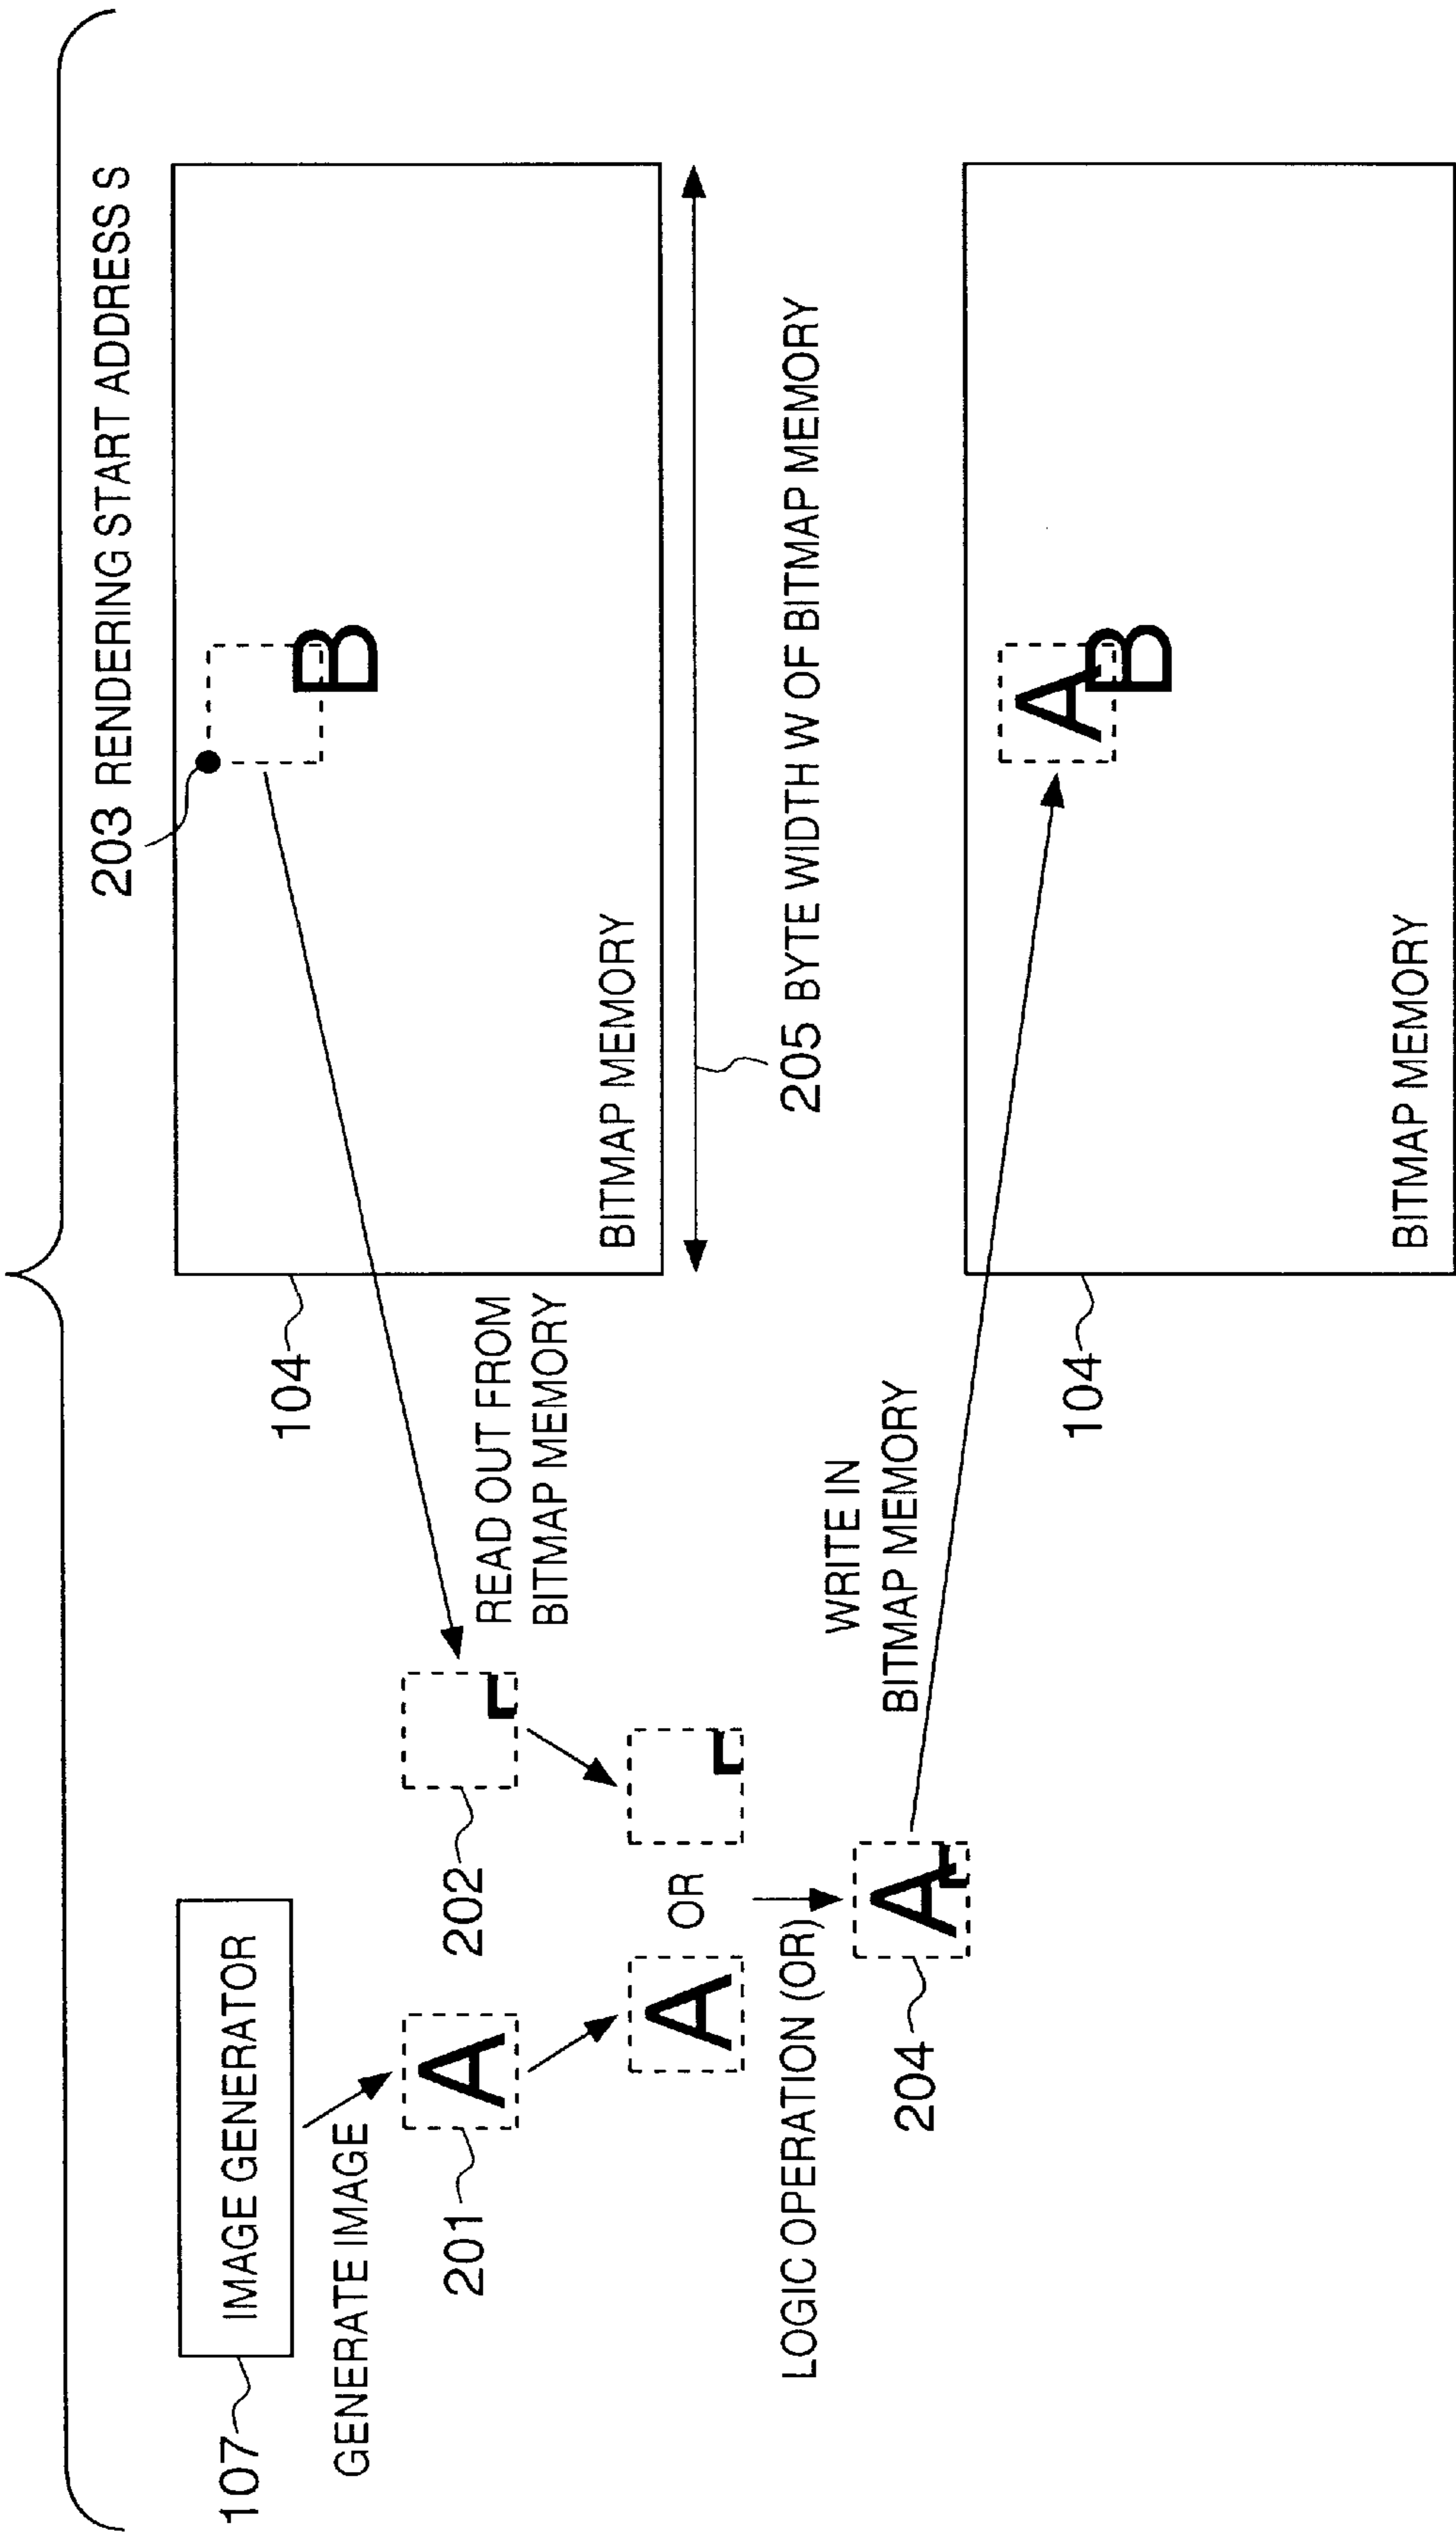 203 RENDERING START ADDRESS S
107
IMAGE GENERATOR
GENERATE IMAGE
104
B
BITMAP MEMORY
201
A
202
READ OUT FROM
BITMAP MEMORY
A
OR
205 BYTE WIDTH W OF BITMAP MEMORY
LOGIC OPERATION (OR)
WRITE IN
BITMAP MEMORY
204
A
104
A
B
BITMAP MEMORY